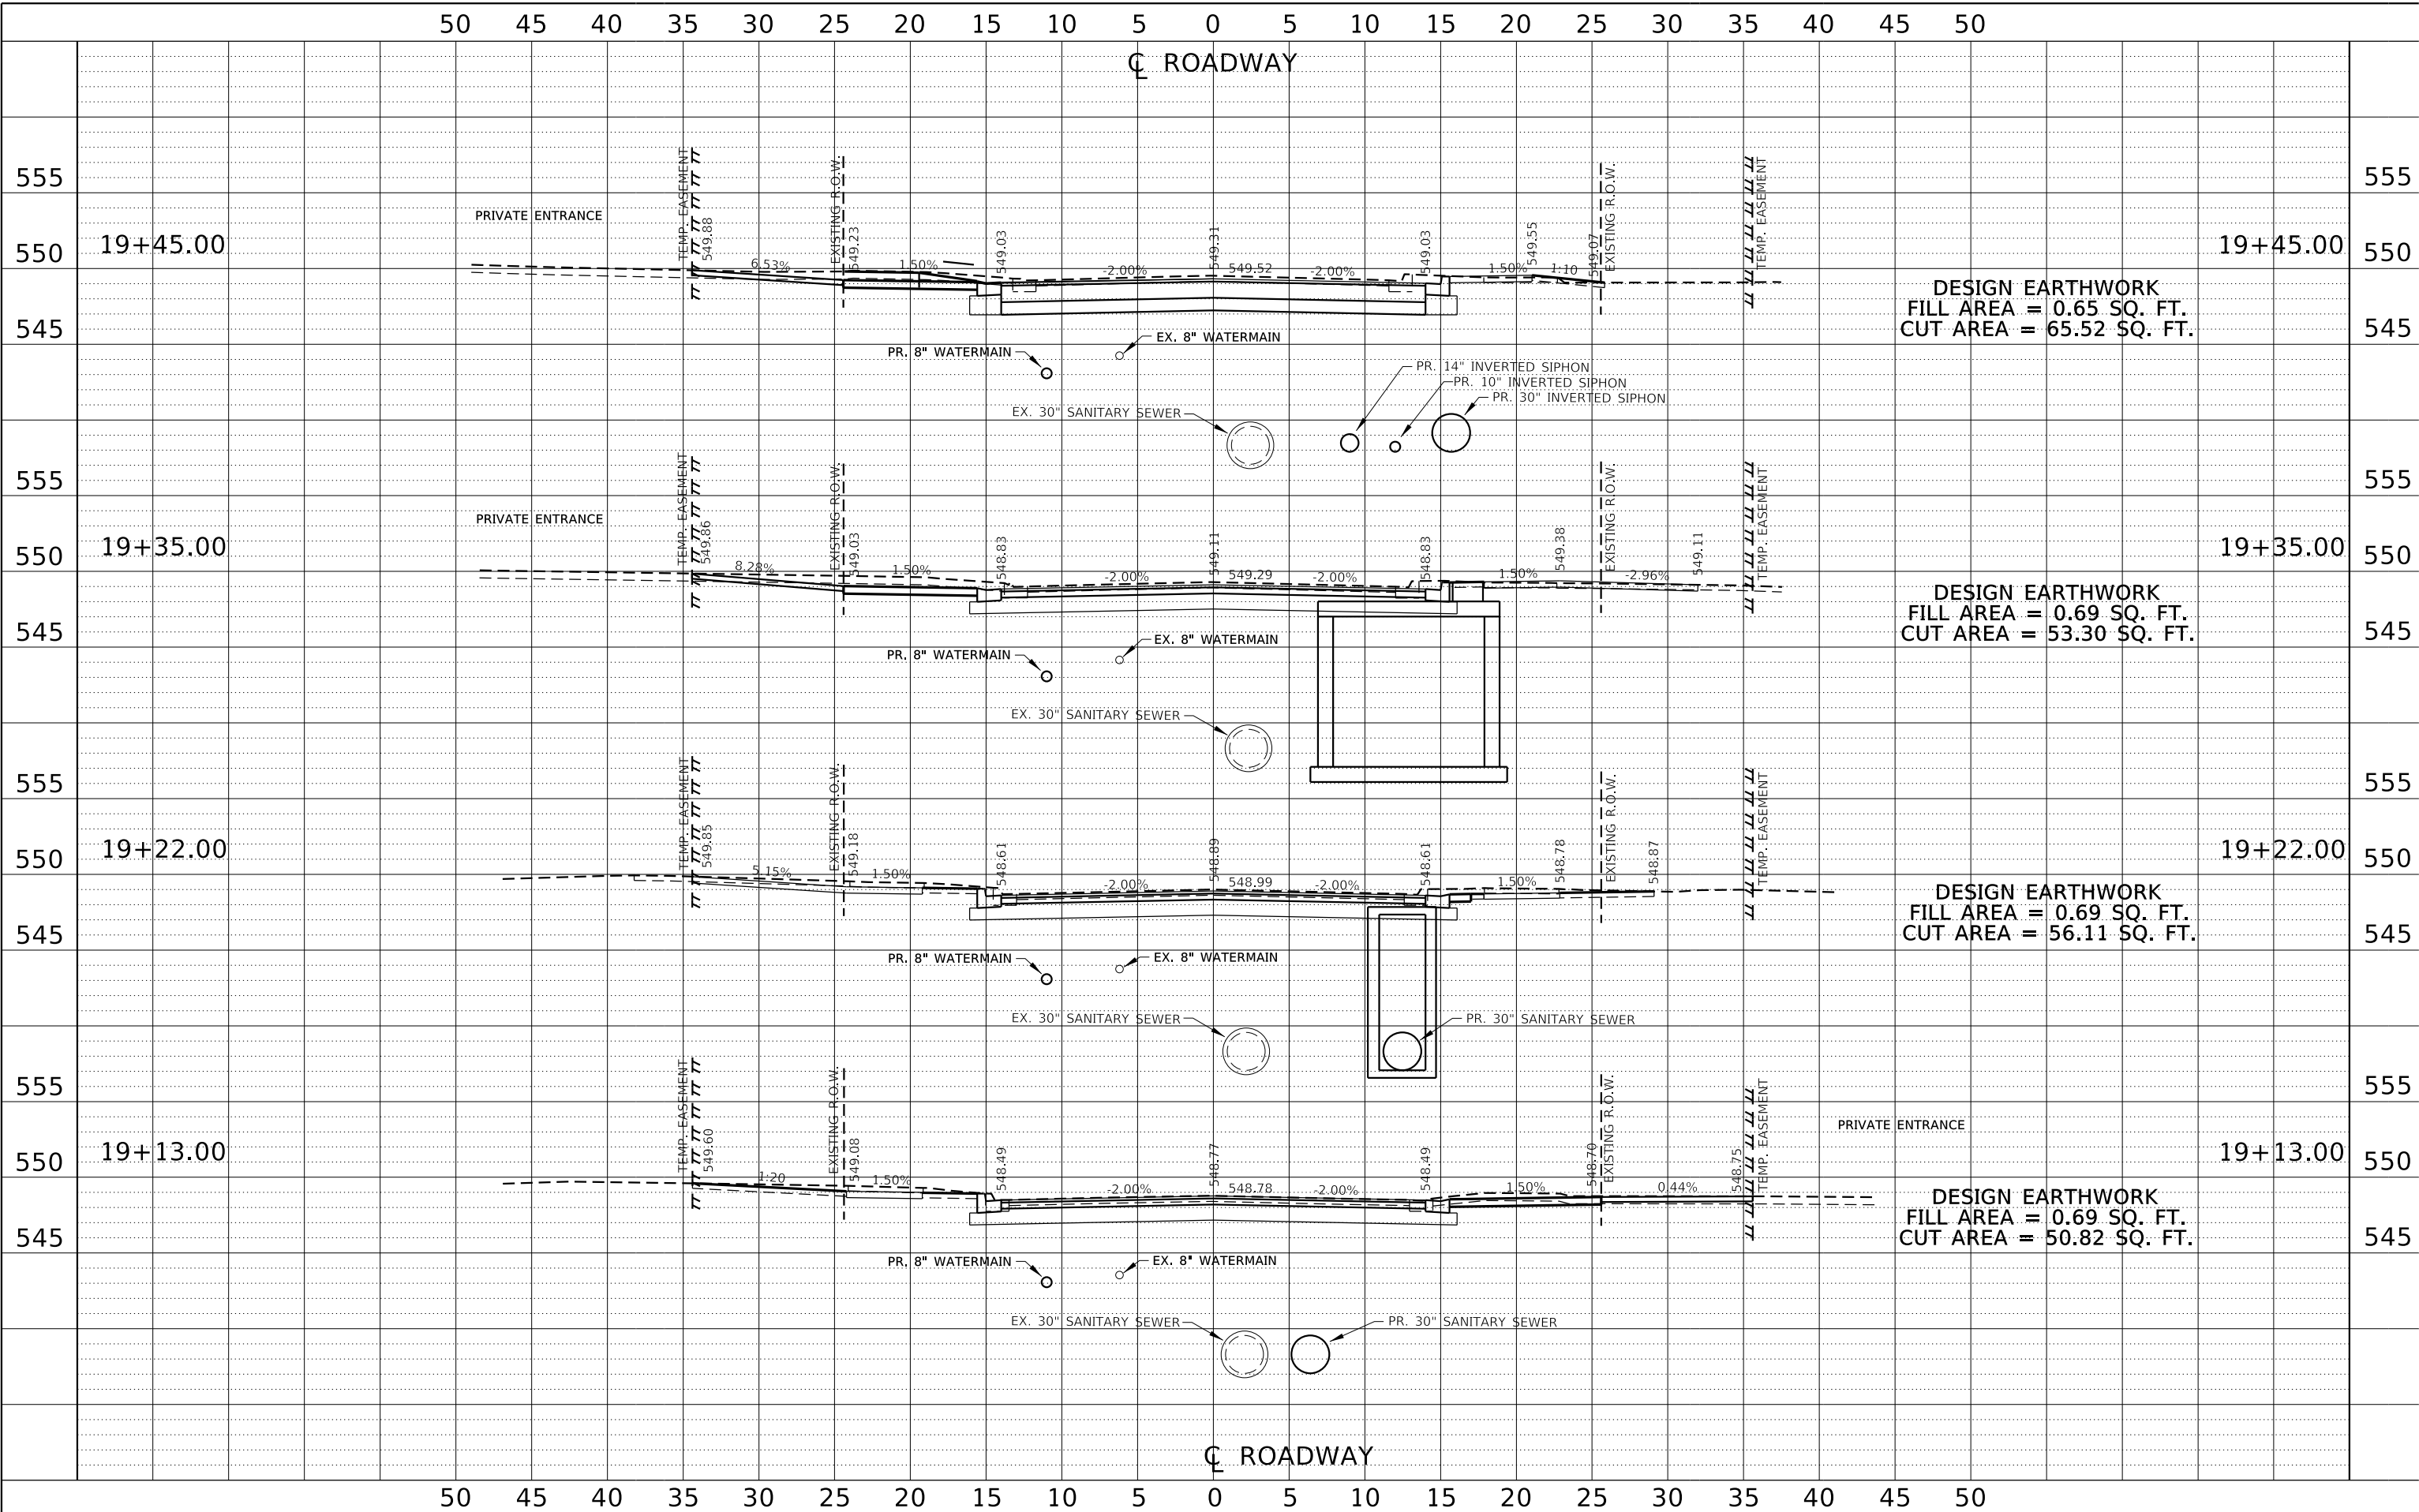 50 45 40 35 30 25 20 15 10 5 0 5 10 15 20 25 30 35 40 45 50
℄ ROADWAY
555 555
PRIVATE ENTRANCE
TEMP. EASEMENT
549.88
EXISTING R.O.W.
549.23
549.03
549.31
549.03
549.55
549.07
EXISTING R.O.W.
TEMP. EASEMENT
550 19+45.00 19+45.00 550
6.53% 1.50% -2.00% 549.52 -2.00% 1.50% 1:10
DESIGN EARTHWORK
FILL AREA = 0.65 SQ. FT.
CUT AREA = 65.52 SQ. FT.
545 545
EX. 8" WATERMAIN
PR. 8" WATERMAIN
PR. 14" INVERTED SIPHON
PR. 10" INVERTED SIPHON
PR. 30" INVERTED SIPHON
EX. 30" SANITARY SEWER
555 555
PRIVATE ENTRANCE
TEMP. EASEMENT
549.86
EXISTING R.O.W.
549.03
548.83
549.11
548.83
549.38
EXISTING R.O.W.
549.11
TEMP. EASEMENT
550 19+35.00 19+35.00 550
8.28% 1.50% -2.00% 549.29 -2.00% 1.50% -2.96%
DESIGN EARTHWORK
FILL AREA = 0.69 SQ. FT.
CUT AREA = 53.30 SQ. FT.
545 545
EX. 8" WATERMAIN
PR. 8" WATERMAIN
EX. 30" SANITARY SEWER
555 555
TEMP. EASEMENT
549.85
EXISTING R.O.W.
549.18
548.61
548.89
548.61
548.78
EXISTING R.O.W.
548.87
TEMP. EASEMENT
550 19+22.00 19+22.00 550
5.15% 1.50% -2.00% 548.99 -2.00% 1.50%
DESIGN EARTHWORK
FILL AREA = 0.69 SQ. FT.
CUT AREA = 56.11 SQ. FT.
545 545
EX. 8" WATERMAIN
PR. 8" WATERMAIN
EX. 30" SANITARY SEWER
PR. 30" SANITARY SEWER
555 555
PRIVATE ENTRANCE
TEMP. EASEMENT
549.60
EXISTING R.O.W.
549.08
548.49
548.77
548.49
548.70
EXISTING R.O.W.
548.75
TEMP. EASEMENT
550 19+13.00 19+13.00 550
1:20 1.50% -2.00% 548.78 -2.00% 1.50% 0.44%
DESIGN EARTHWORK
FILL AREA = 0.69 SQ. FT.
CUT AREA = 50.82 SQ. FT.
545 545
EX. 8" WATERMAIN
PR. 8" WATERMAIN
EX. 30" SANITARY SEWER
PR. 30" SANITARY SEWER
℄ ROADWAY
50 45 40 35 30 25 20 15 10 5 0 5 10 15 20 25 30 35 40 45 50